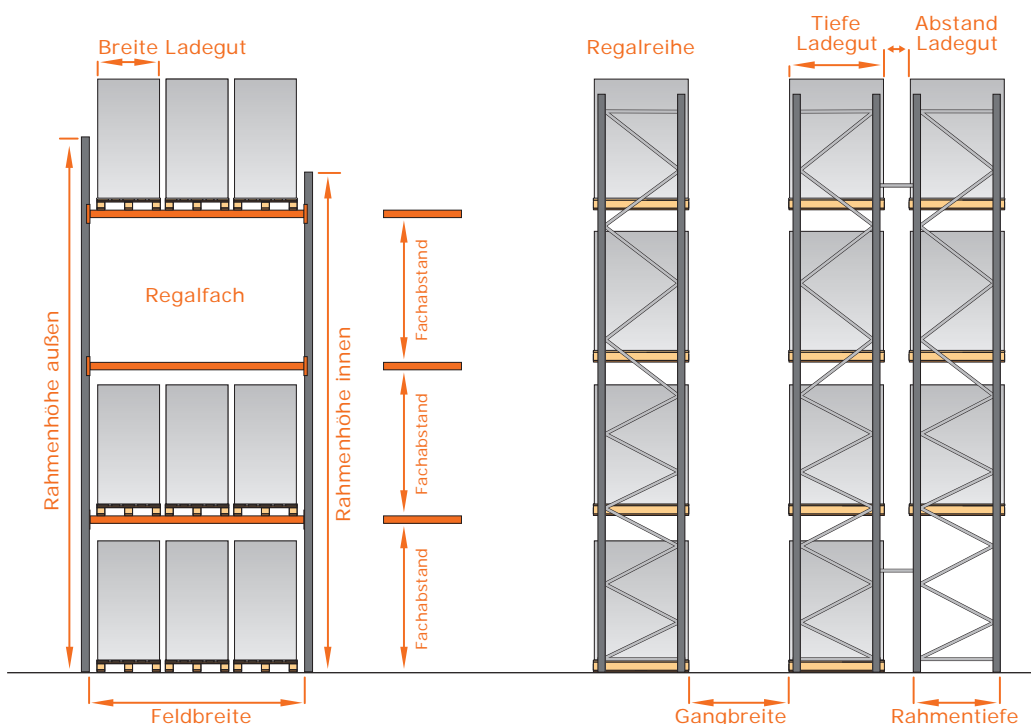 Breite Ladegut
Regalreihe
Tiefe
Ladegut
Abstand
Ladegut
Rahmenhöhe außen
Regalfach
Rahmenhöhe innen
Fachabstand
Fachabstand
Fachabstand
Feldbreite
Gangbreite
Rahmentiefe